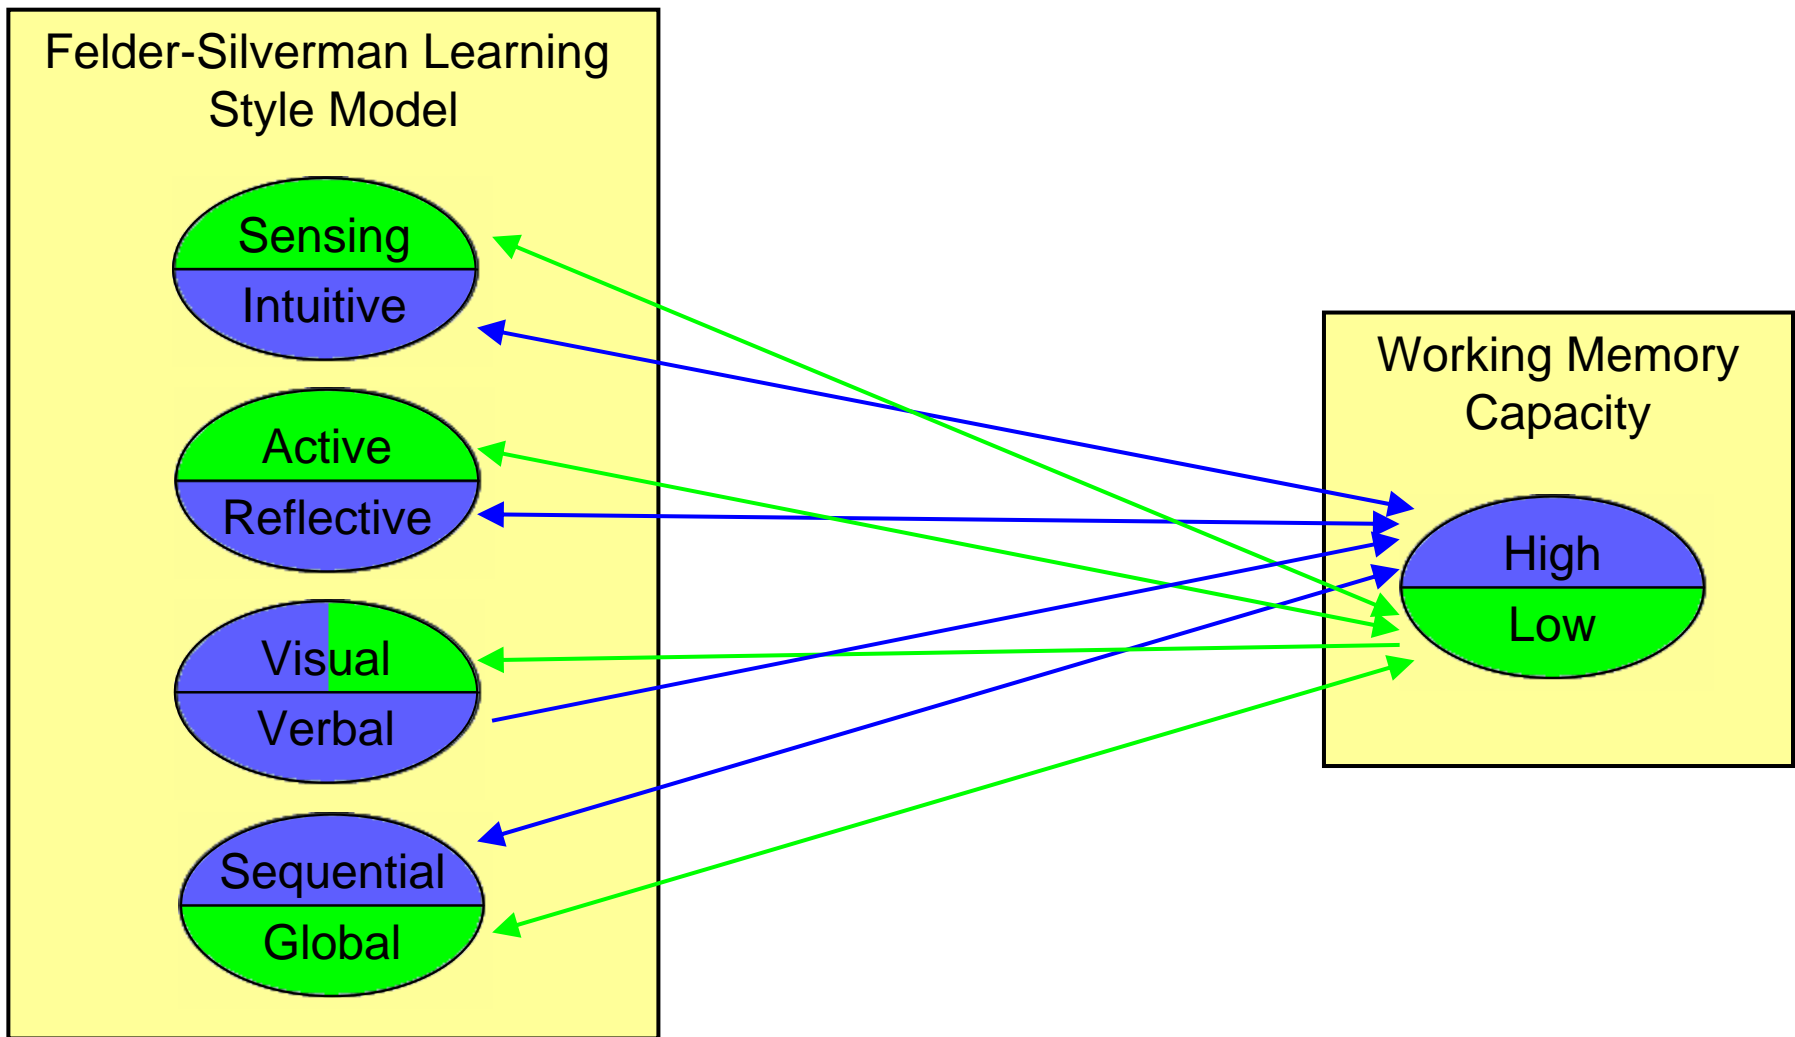 Felder-Silverman Learning
Style Model
Sensing
Intuitive
Active
Reflective
Visual
Verbal
Sequential
Global
Working Memory
Capacity
High
Low